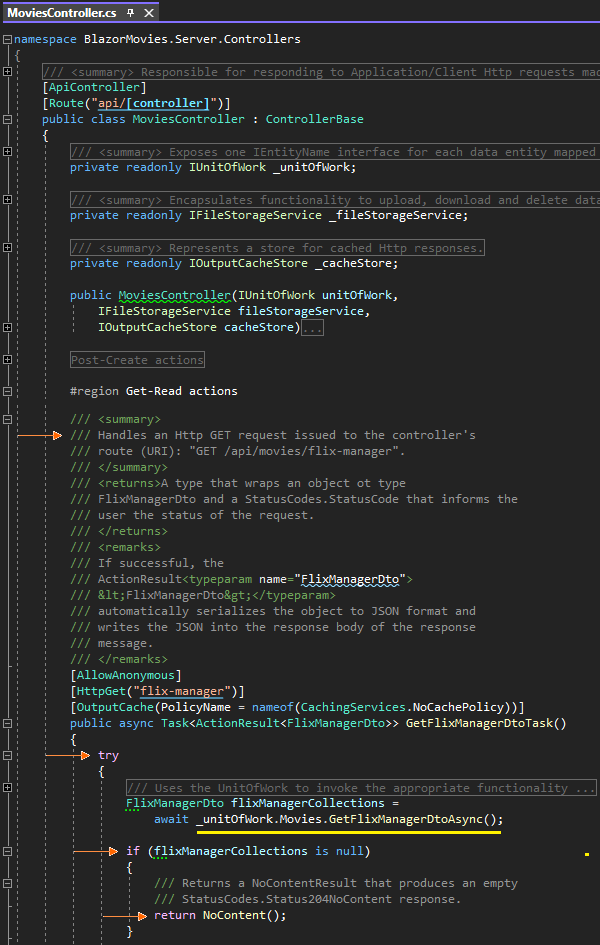 MoviesController.cs
namespace BlazorMovies.Server.Controllers
{
/// <summary> Responsible for responding to Application/Client Http requests mad
[ApiController]
[Route("api/[controller]")]
public class MoviesController : ControllerBase
{
/// <summary> Exposes one IEntityName interface for each data entity mapped
private readonly IUnitOfWork _unitOfWork;
/// <summary> Encapsulates functionality to upload, download and delete data
private readonly IFileStorageService _fileStorageService;
/// <summary> Represents a store for cached Http responses.
private readonly IOutputCacheStore _cacheStore;
public MoviesController(IUnitOfWork unitOfWork,
IFileStorageService fileStorageService,
IOutputCacheStore cacheStore)...
Post-Create actions
#region Get-Read actions
/// <summary>
/// Handles an Http GET request issued to the controller's
/// route (URI): "GET /api/movies/flix-manager".
/// </summary>
/// <returns>A type that wraps an object ot type
/// FlixManagerDto and a StatusCodes.StatusCode that informs the
/// user the status of the request.
/// </returns>
/// <remarks>
/// If successful, the
/// ActionResult<typeparam name="FlixManagerDto">
/// &lt;FlixManagerDto&gt;</typeparam>
/// automatically serializes the object to JSON format and
/// writes the JSON into the response body of the response
/// message.
/// </remarks>
[AllowAnonymous]
[HttpGet("flix-manager")]
[OutputCache(PolicyName = nameof(CachingServices.NoCachePolicy))]
public async Task<ActionResult<FlixManagerDto>> GetFlixManagerDtoTask()
{
try
{
/// Uses the UnitOfWork to invoke the appropriate functionality ...
FlixManagerDto flixManagerCollections =
await _unitOfWork.Movies.GetFlixManagerDtoAsync();
if (flixManagerCollections is null)
{
/// Returns a NoContentResult that produces an empty
/// StatusCodes.Status204NoContent response.
return NoContent();
}